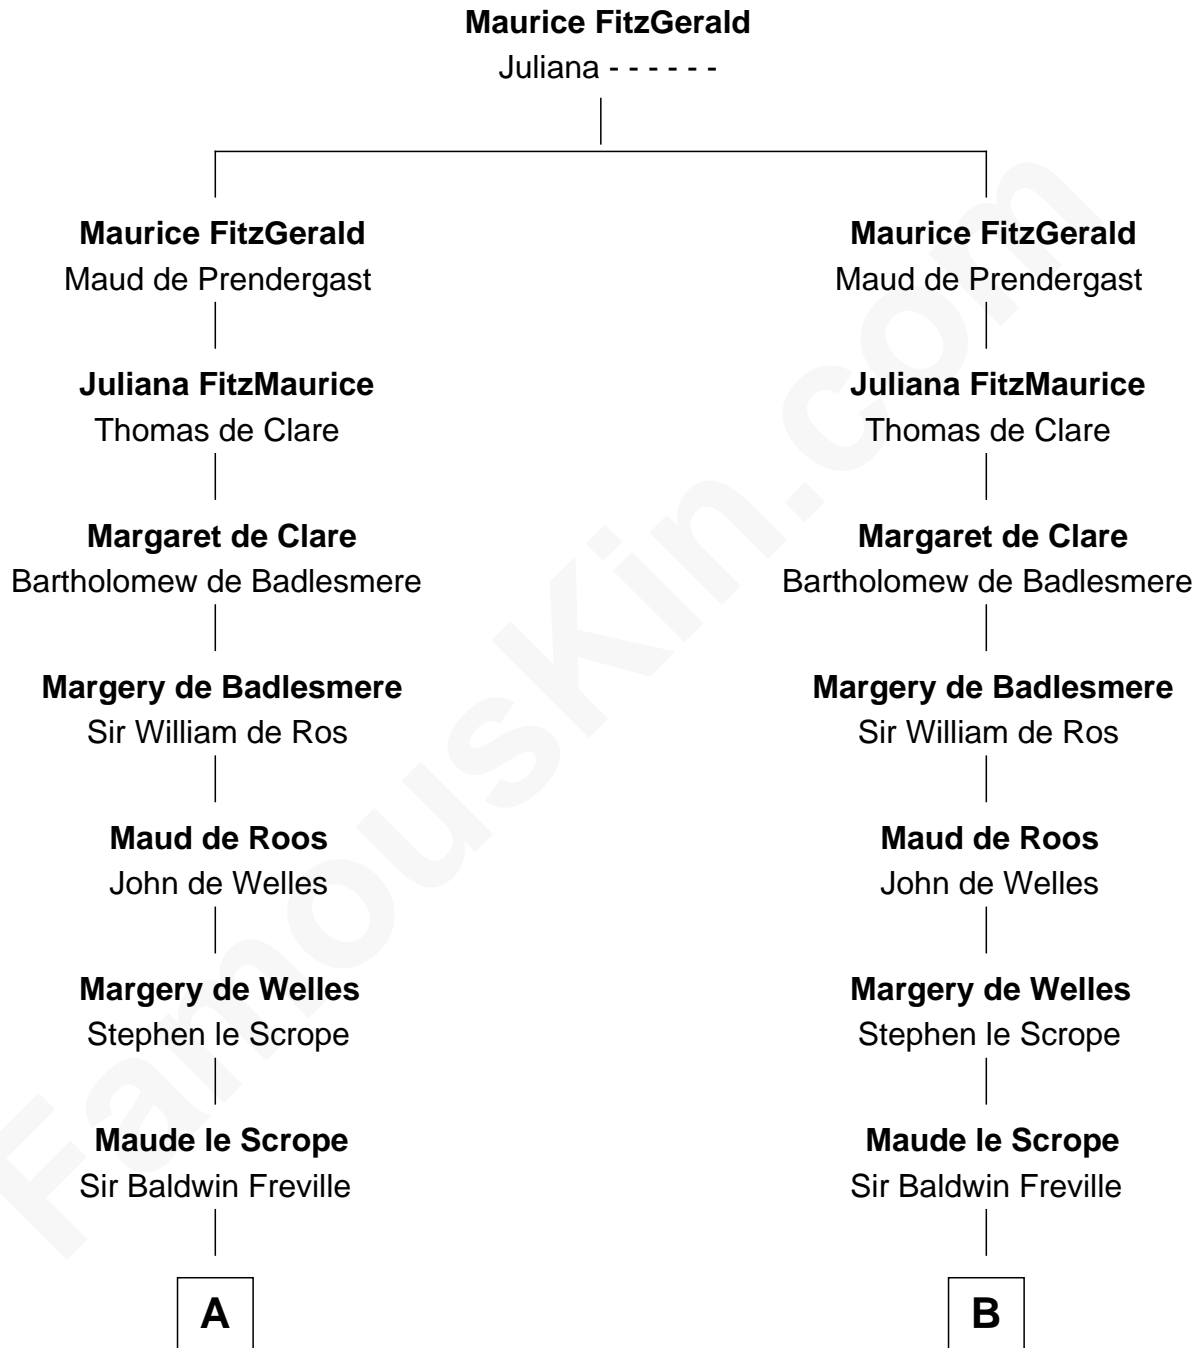 Maurice FitzGerald
Juliana - - - - - -
Maurice FitzGerald
Maud de Prendergast
Juliana FitzMaurice
Thomas de Clare
Margaret de Clare
Bartholomew de Badlesmere
Margery de Badlesmere
Sir William de Ros
Maud de Roos
John de Welles
Margery de Welles
Stephen le Scrope
Maude le Scrope
Sir Baldwin Freville
A
Maurice FitzGerald
Maud de Prendergast
Juliana FitzMaurice
Thomas de Clare
Margaret de Clare
Bartholomew de Badlesmere
Margery de Badlesmere
Sir William de Ros
Maud de Roos
John de Welles
Margery de Welles
Stephen le Scrope
Maude le Scrope
Sir Baldwin Freville
B
FamousKin.com